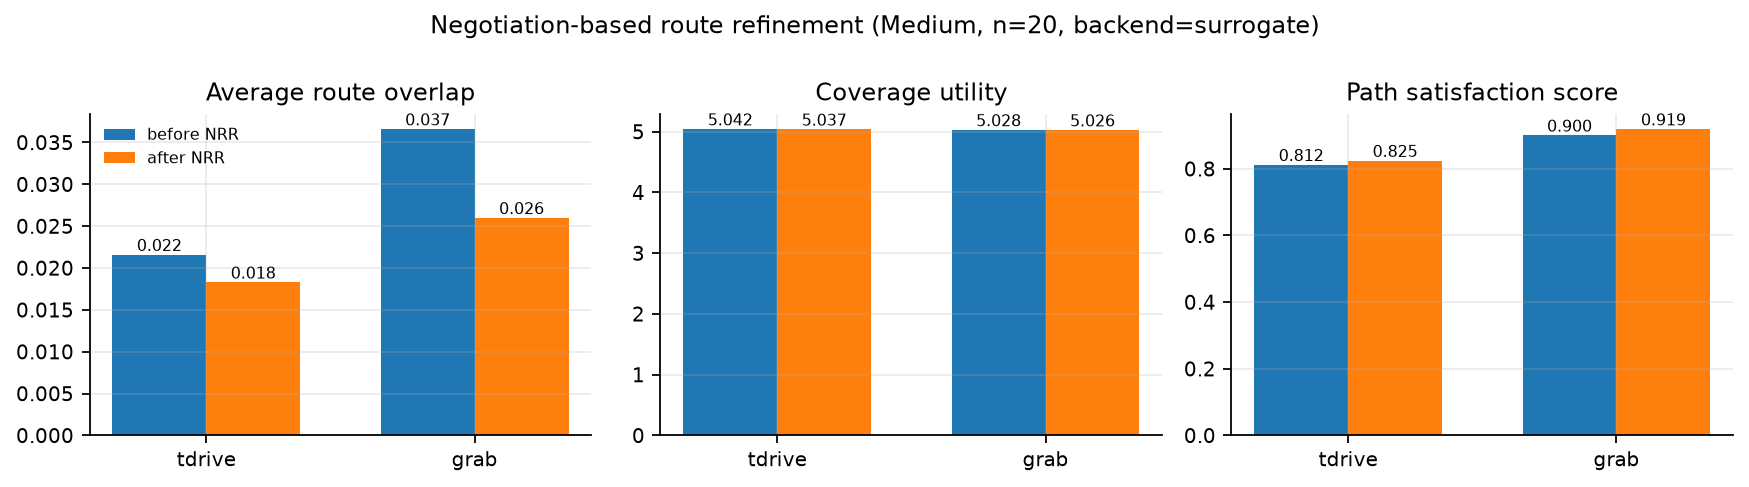 Negotiation-based route refinement (Medium, n=20, backend=surrogate)
Average route overlap
before NRR
after NRR
0.035
0.030
0.025
0.020
0.015
0.010
0.005
0.000
0.022
0.018
0.037
0.026
tdrive
grab
Coverage utility
5
4
3
2
1
0
5.042
5.037
5.028
5.026
tdrive
grab
Path satisfaction score
0.8
0.6
0.4
0.2
0.0
0.812
0.825
0.900
0.919
tdrive
grab